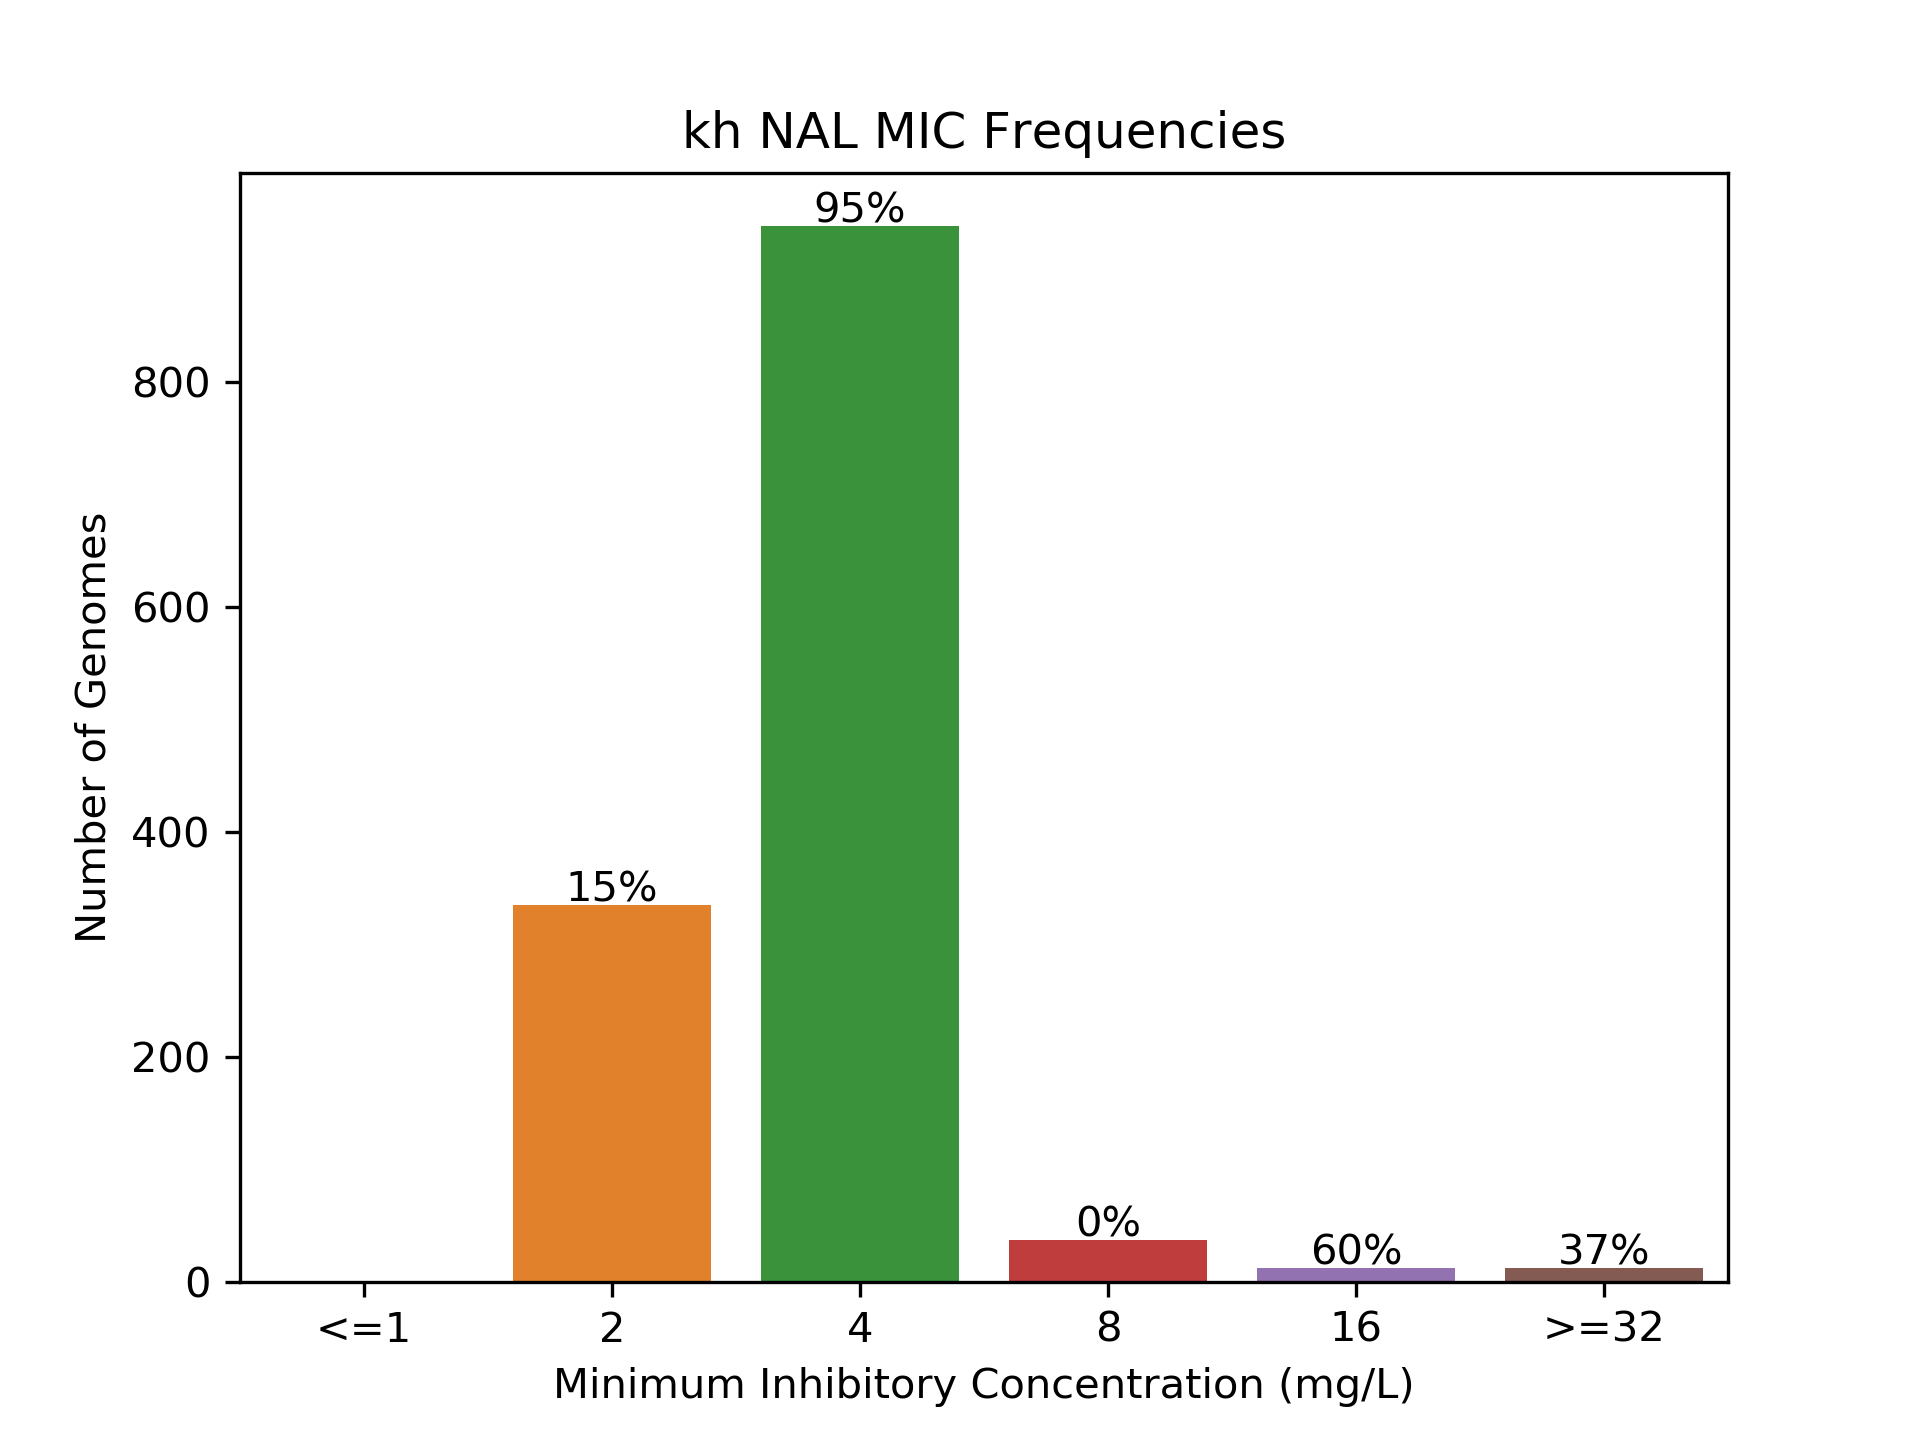 kh NAL MIC Frequencies
95%
800
600
Number of Genomes
400
15%
200
0%
60%
37%
0
<=1 2 4 8 16 >=32
Minimum Inhibitory Concentration (mg/L)